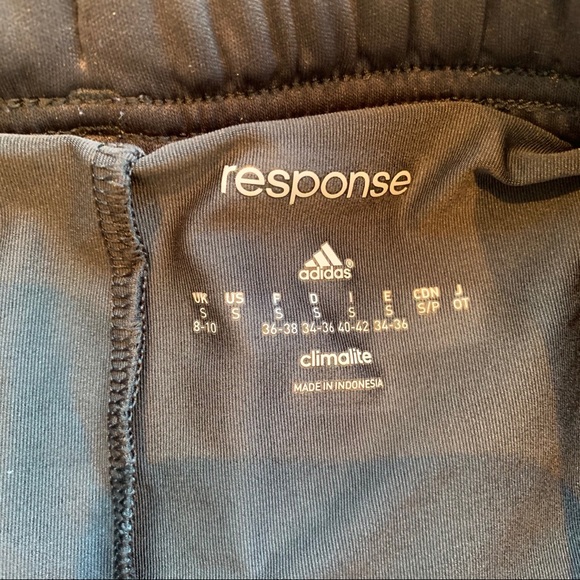 response
adidas®
UK US F D I E CDN J
S S S S S S S/P OT
8-10 36-38 34-36 40-42 34-36
climalite
MADE IN INDONESIA